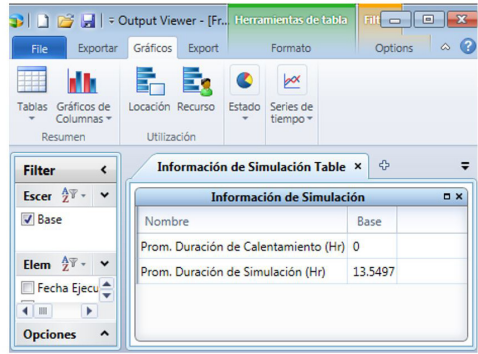 Output Viewer - [Fr... Herramientas de tabla
File Exportar Gráficos Export Formato Options
Tablas Gráficos de Columnas Locación Recurso Estado Series de tiempo
Resumen Utilización
Filter
Información de Simulación Table
Escer
Información de Simulación
Base
Nombre Base
Prom. Duración de Calentamiento (Hr) 0
Elem
Prom. Duración de Simulación (Hr) 13.5497
Fecha Ejecu
Opciones